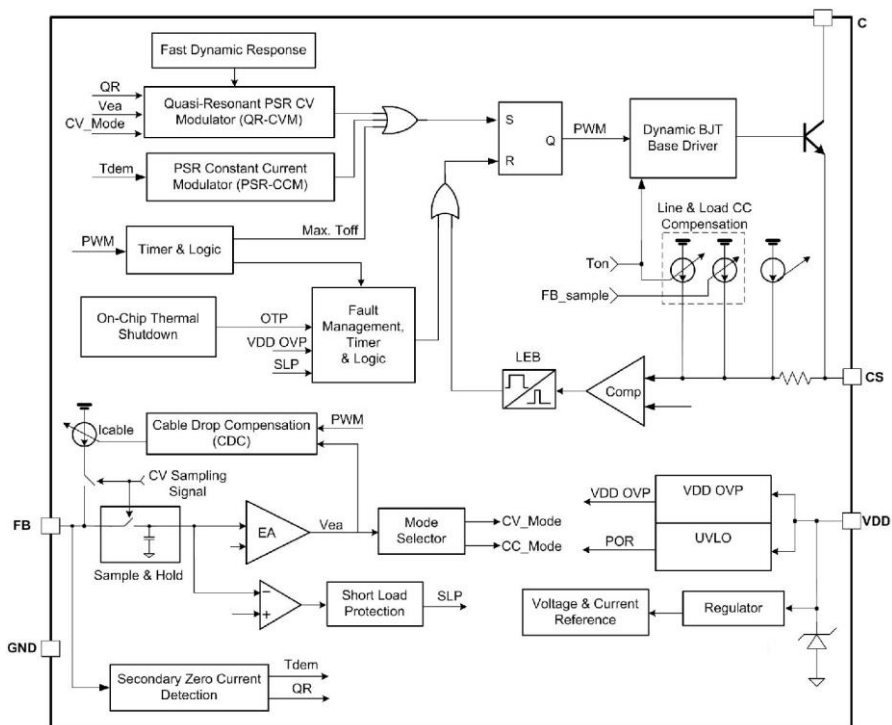 C
Fast Dynamic Response
QR
Vea
CV_Mode
Quasi-Resonant PSR CV
Modulator (QR-CVM)
S
R
Q
PWM
Dynamic BJT
Base Driver
Tdem
PSR Constant Current
Modulator (PSR-CCM)
Line & Load CC
Compensation
PWM
Timer & Logic
Max. Toff
Ton
FB_sample
On-Chip Thermal
Shutdown
OTP
VDD OVP
SLP
Fault
Management,
Timer
& Logic
LEB
Comp
CS
Icable
Cable Drop Compensation
(CDC)
PWM
CV Sampling
Signal
FB
Sample & Hold
EA
Vea
Mode
Selector
CV_Mode
CC_Mode
VDD OVP
POR
VDD OVP
UVLO
VDD
−
+
Short Load
Protection
SLP
Voltage & Current
Reference
Regulator
GND
Secondary Zero Current
Detection
Tdem
QR